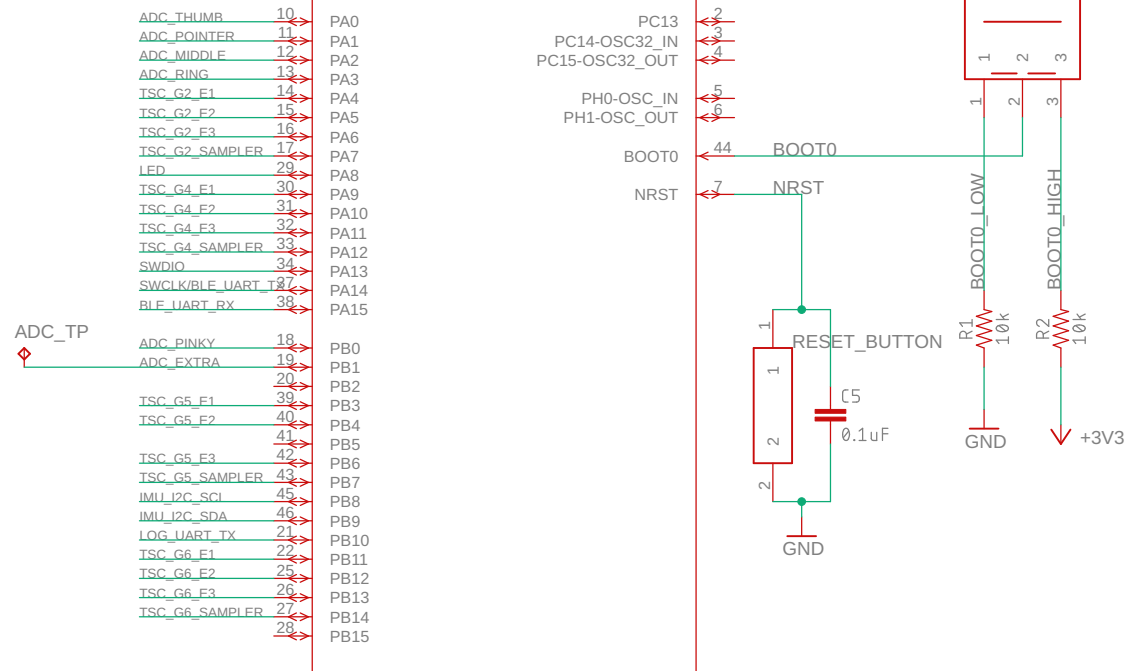 ADC_THUMB 10 PA0
ADC_POINTER 11 PA1
ADC_MIDDLE 12 PA2
ADC_RING 13 PA3
TSC_G2_E1 14 PA4
TSC_G2_E2 15 PA5
TSC_G2_E3 16 PA6
TSC_G2_SAMPLER 17 PA7
LED 29 PA8
TSC_G4_E1 30 PA9
TSC_G4_E2 31 PA10
TSC_G4_E3 32 PA11
TSC_G4_SAMPLER 33 PA12
SWDIO 34 PA13
SWCLK/BLE_UART_TX 37 PA14
BLE_UART_RX 38 PA15
ADC_TP
ADC_PINKY 18 PB0
ADC_EXTRA 19 PB1
20 PB2
TSC_G5_E1 39 PB3
TSC_G5_E2 40 PB4
41 PB5
TSC_G5_E3 42 PB6
TSC_G5_SAMPLER 43 PB7
IMU_I2C_SCL 45 PB8
IMU_I2C_SDA 46 PB9
LOG_UART_TX 21 PB10
TSC_G6_E1 22 PB11
TSC_G6_E2 25 PB12
TSC_G6_E3 26 PB13
TSC_G6_SAMPLER 27 PB14
28 PB15
PC13 2
PC14-OSC32_IN 3
PC15-OSC32_OUT 4
PH0-OSC_IN 5
PH1-OSC_OUT 6
BOOT0 44 BOOT0
NRST 7 NRST
1 2 3
1 2 3
BOOT0_LOW
BOOT0_HIGH
R1
10k
R2
10k
GND
+3V3
1
RESET_BUTTON
1
2
2
C5
0.1uF
GND